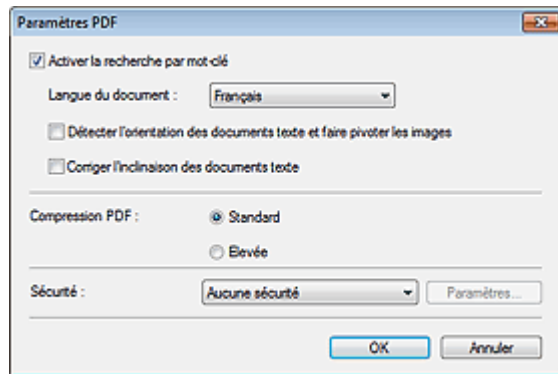 Paramètres PDF
Activer la recherche par mot-clé
Langue du document : Français
Détecter l'orientation des documents texte et faire pivoter les images
Corriger l'inclinaison des documents texte
Compression PDF : Standard
Elevée
Sécurité : Aucune sécurité Paramètres...
OK Annuler